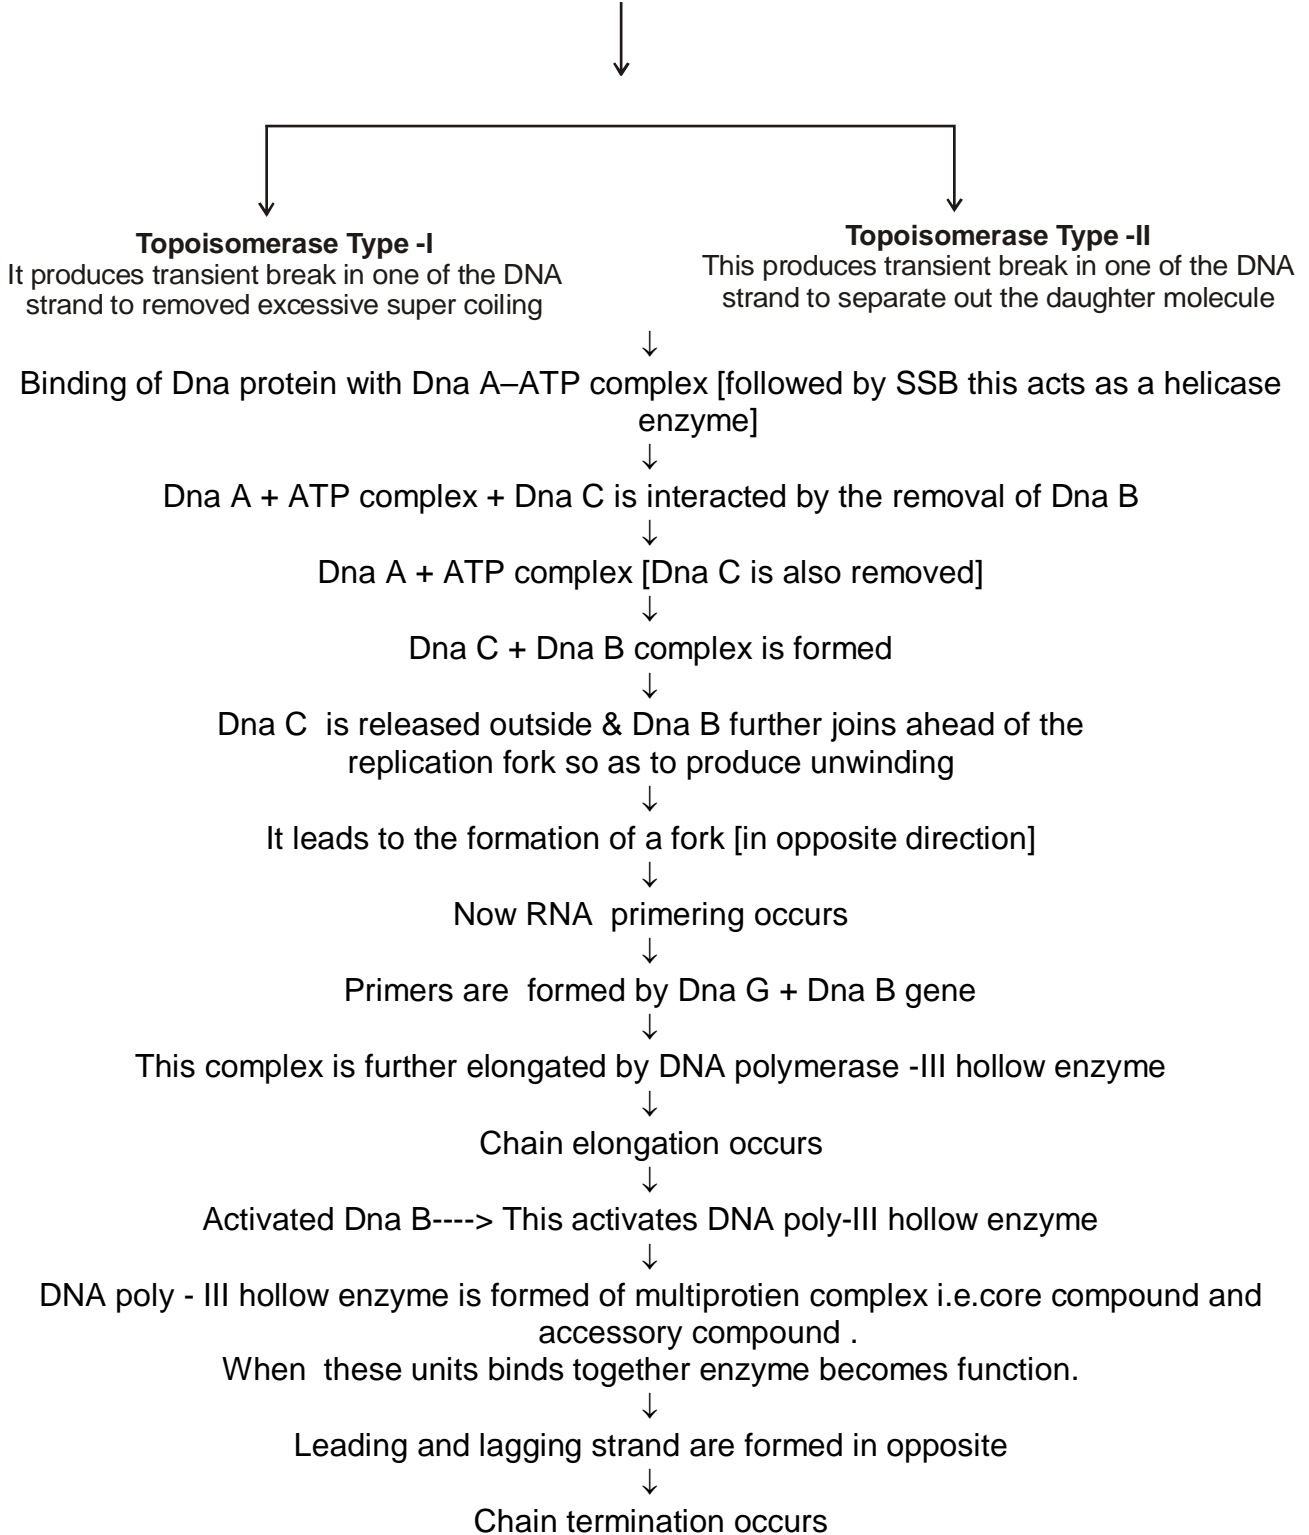 Topoisomerase Type -I
It produces transient break in one of the DNA
strand to removed excessive super coiling
Topoisomerase Type -II
This produces transient break in one of the DNA
strand to separate out the daughter molecule
↓
Binding of Dna protein with Dna A–ATP complex [followed by SSB this acts as a helicase
enzyme]
↓
Dna A + ATP complex + Dna C is interacted by the removal of Dna B
↓
Dna A + ATP complex [Dna C is also removed]
↓
Dna C + Dna B complex is formed
↓
Dna C is released outside & Dna B further joins ahead of the
replication fork so as to produce unwinding
↓
It leads to the formation of a fork [in opposite direction]
↓
Now RNA primering occurs
↓
Primers are formed by Dna G + Dna B gene
↓
This complex is further elongated by DNA polymerase -III hollow enzyme
↓
Chain elongation occurs
↓
Activated Dna B----> This activates DNA poly-III hollow enzyme
↓
DNA poly - III hollow enzyme is formed of multiprotien complex i.e.core compound and
accessory compound .
When these units binds together enzyme becomes function.
↓
Leading and lagging strand are formed in opposite
↓
Chain termination occurs